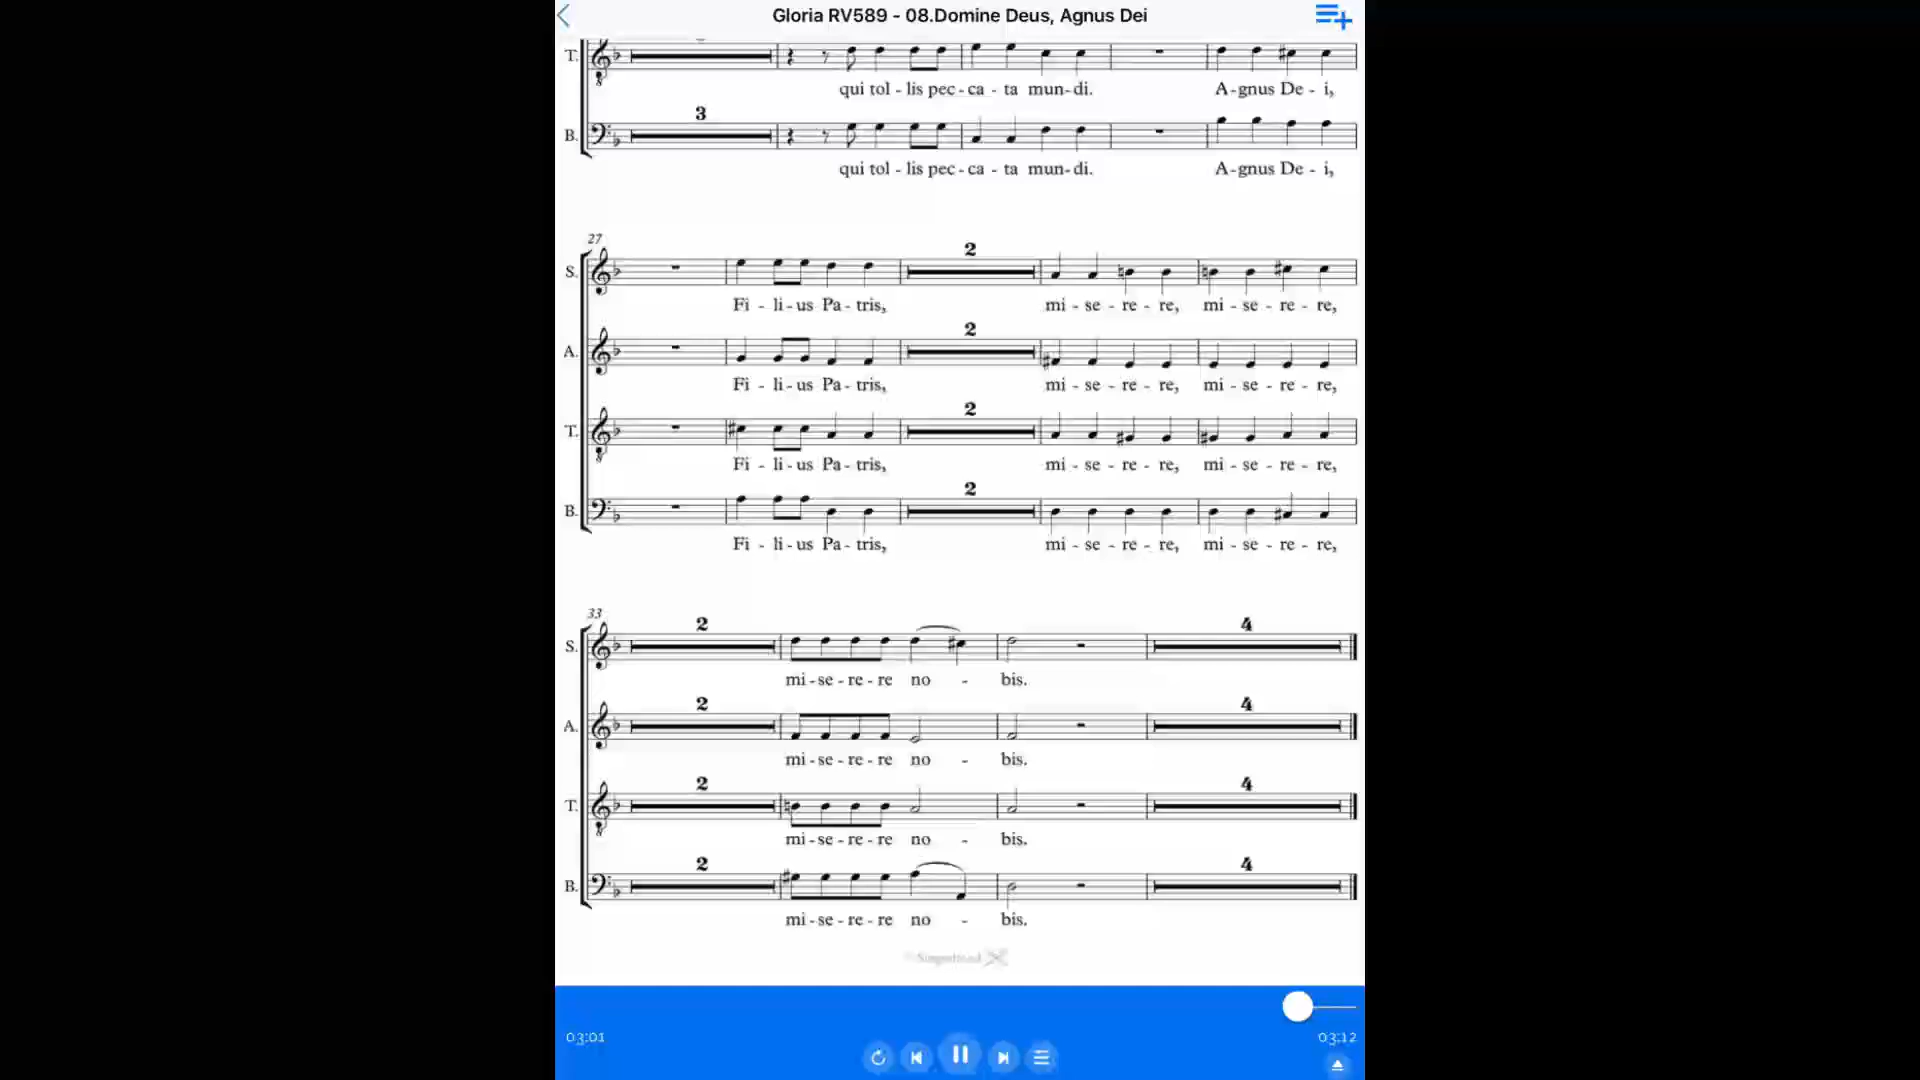 Gloria RV589 - 08.Domine Deus, Agnus Dei
T.
qui tol - lis pec - ca - ta mun - di. A - gnus De - i,
3
B.
qui tol - lis pec - ca - ta mun - di. A - gnus De - i,
27
2
S.
Fi - li - us Pa - tris, mi - se - re - re, mi - se - re - re,
2
A.
Fi - li - us Pa - tris, mi - se - re - re, mi - se - re - re,
2
T.
Fi - li - us Pa - tris, mi - se - re - re, mi - se - re - re,
2
B.
Fi - li - us Pa - tris, mi - se - re - re, mi - se - re - re,
33
2 4
S.
mi - se - re - re no - bis.
2 4
A.
mi - se - re - re no - bis.
2 4
T.
mi - se - re - re no - bis.
2 4
B.
mi - se - re - re no - bis.
03:01 03:12